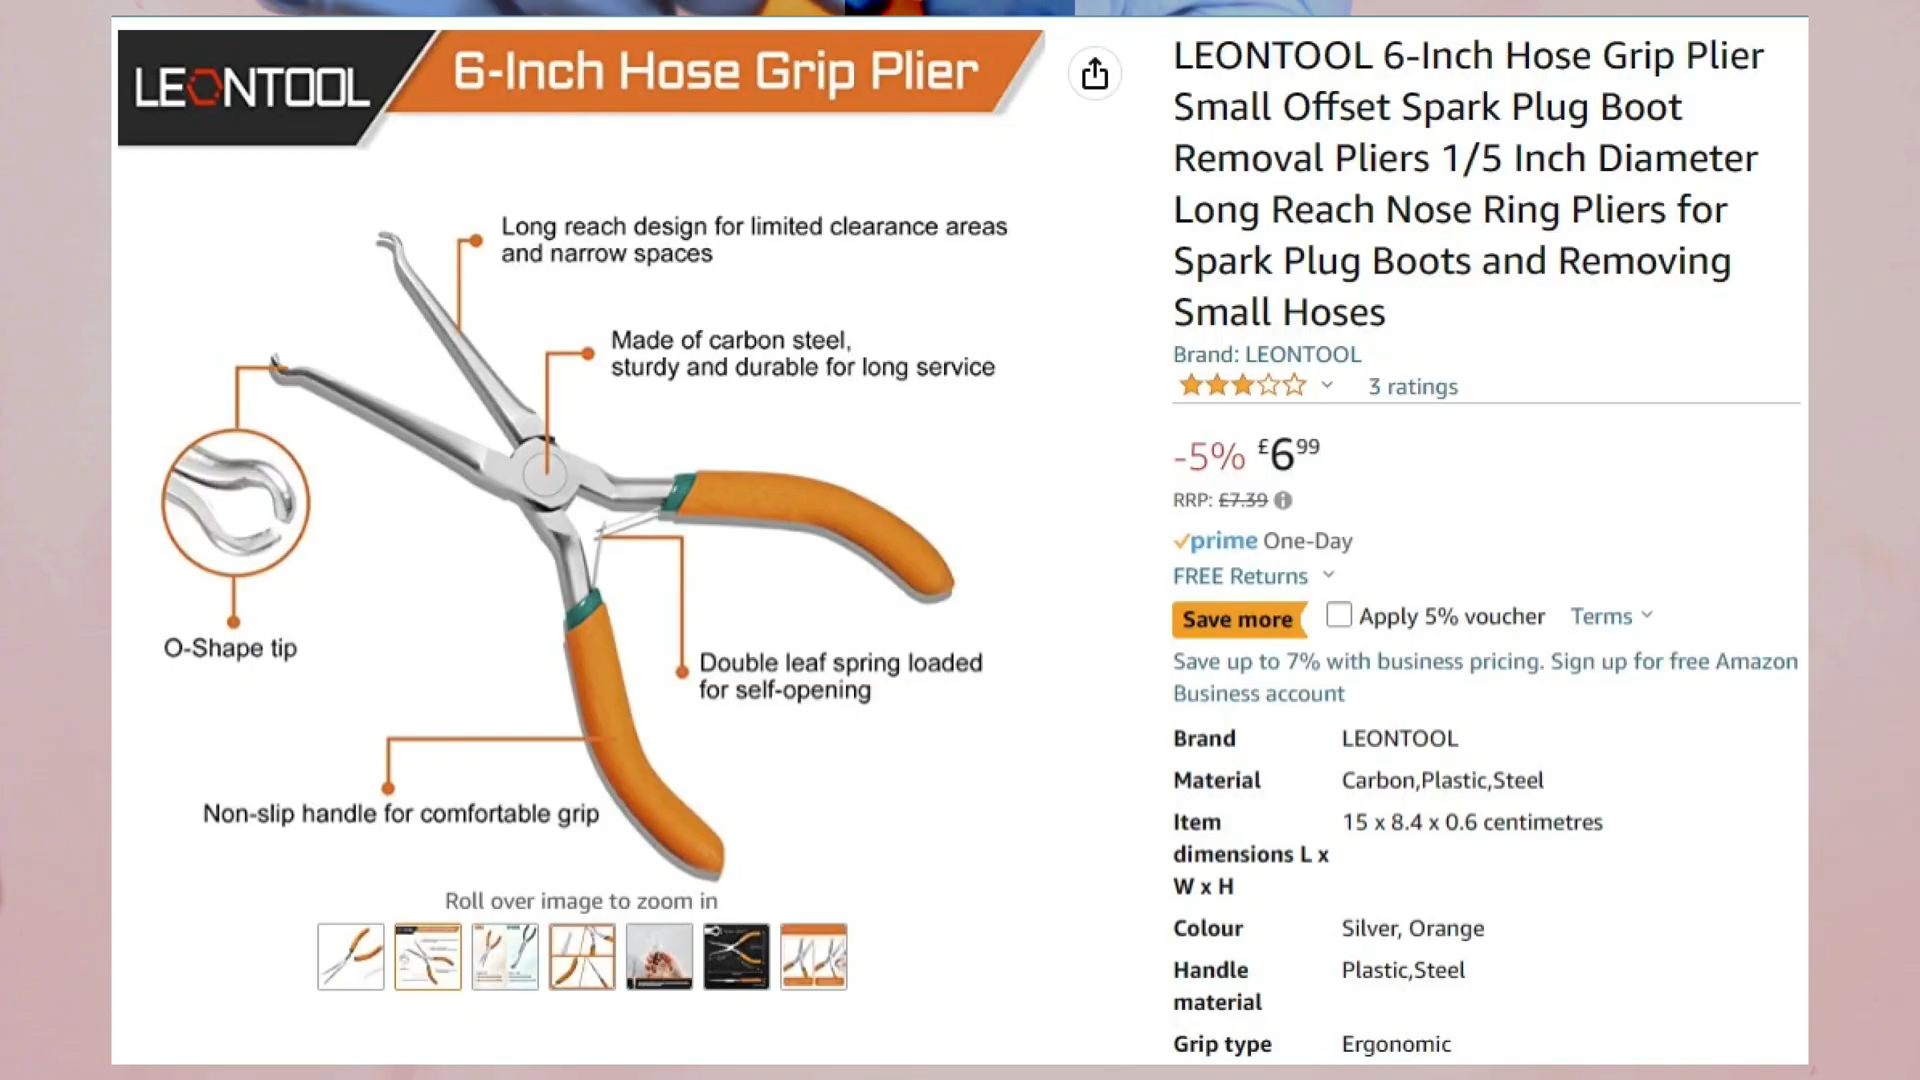 LEONTOOL
6-Inch Hose Grip Plier
Long reach design for limited clearance areas
and narrow spaces
Made of carbon steel,
sturdy and durable for long service
O-Shape tip
Double leaf spring loaded
for self-opening
Non-slip handle for comfortable grip
Roll over image to zoom in
LEONTOOL 6-Inch Hose Grip Plier
Small Offset Spark Plug Boot
Removal Pliers 1/5 Inch Diameter
Long Reach Nose Ring Pliers for
Spark Plug Boots and Removing
Small Hoses
Brand: LEONTOOL
3 ratings
-5% £699
RRP: £7.39
prime One-Day
FREE Returns
Save more Apply 5% voucher Terms
Save up to 7% with business pricing. Sign up for free Amazon
Business account
Brand LEONTOOL
Material Carbon,Plastic,Steel
Item 15 x 8.4 x 0.6 centimetres
dimensions L x
W x H
Colour Silver, Orange
Handle Plastic,Steel
material
Grip type Ergonomic